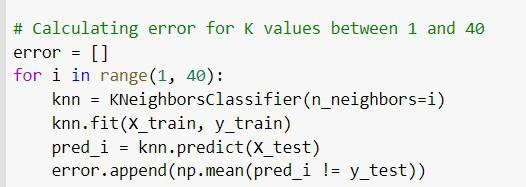 # Calculating error for K values between 1 and 40
error = []
for i in range(1, 40):
    knn = KNeighborsClassifier(n_neighbors=i)
    knn.fit(X_train, y_train)
    pred_i = knn.predict(X_test)
    error.append(np.mean(pred_i != y_test))